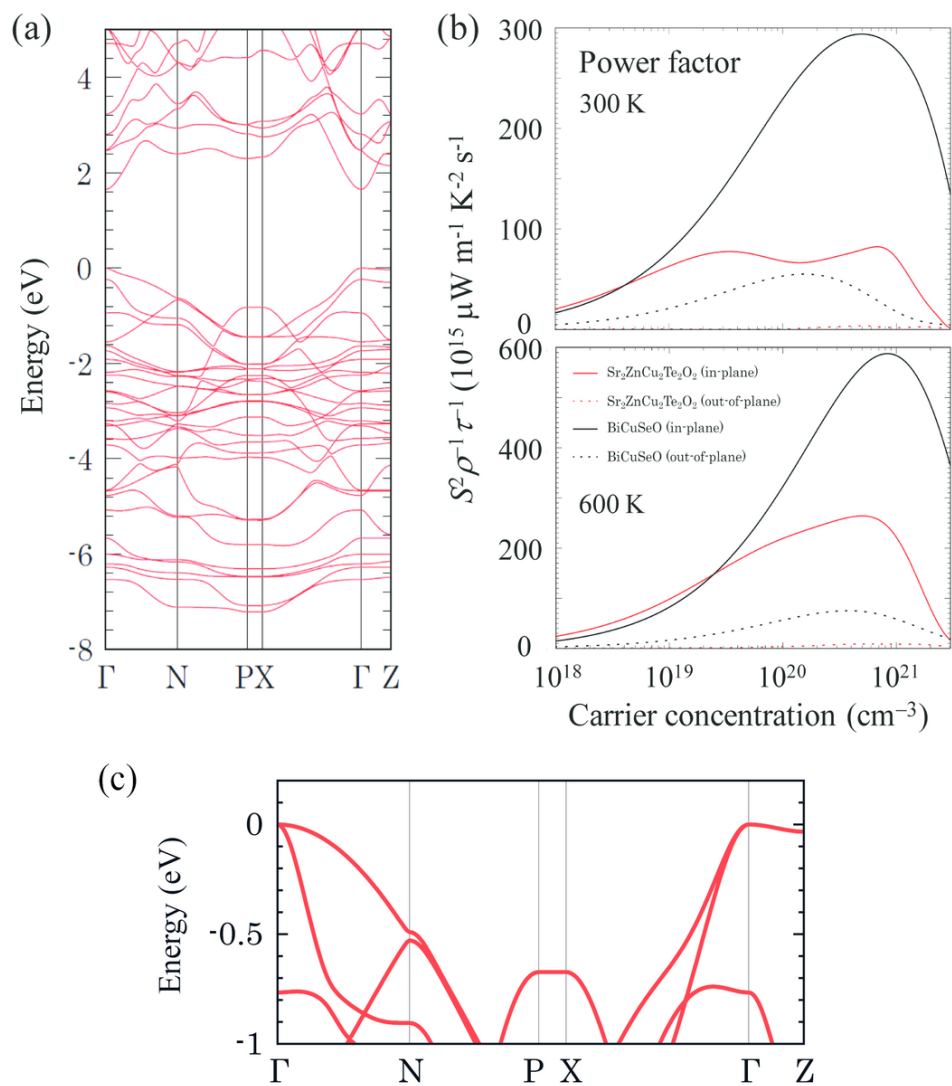 (a)
Energy (eV)
4
2
0
-2
-4
-6
-8
Γ N P X Γ Z
(b)
S²ρ⁻¹τ⁻¹ (10¹⁵ μW m⁻¹ K⁻² s⁻¹)
Power factor
300 K
300
200
100
0
600
400
200
0
Sr₂ZnCu₂Te₂O₂ (in-plane)
Sr₂ZnCu₂Te₂O₂ (out-of-plane)
BiCuSeO (in-plane)
BiCuSeO (out-of-plane)
600 K
10¹⁸ 10¹⁹ 10²⁰ 10²¹
Carrier concentration (cm⁻³)
(c)
Energy (eV)
0
-0.5
-1
Γ N P X Γ Z